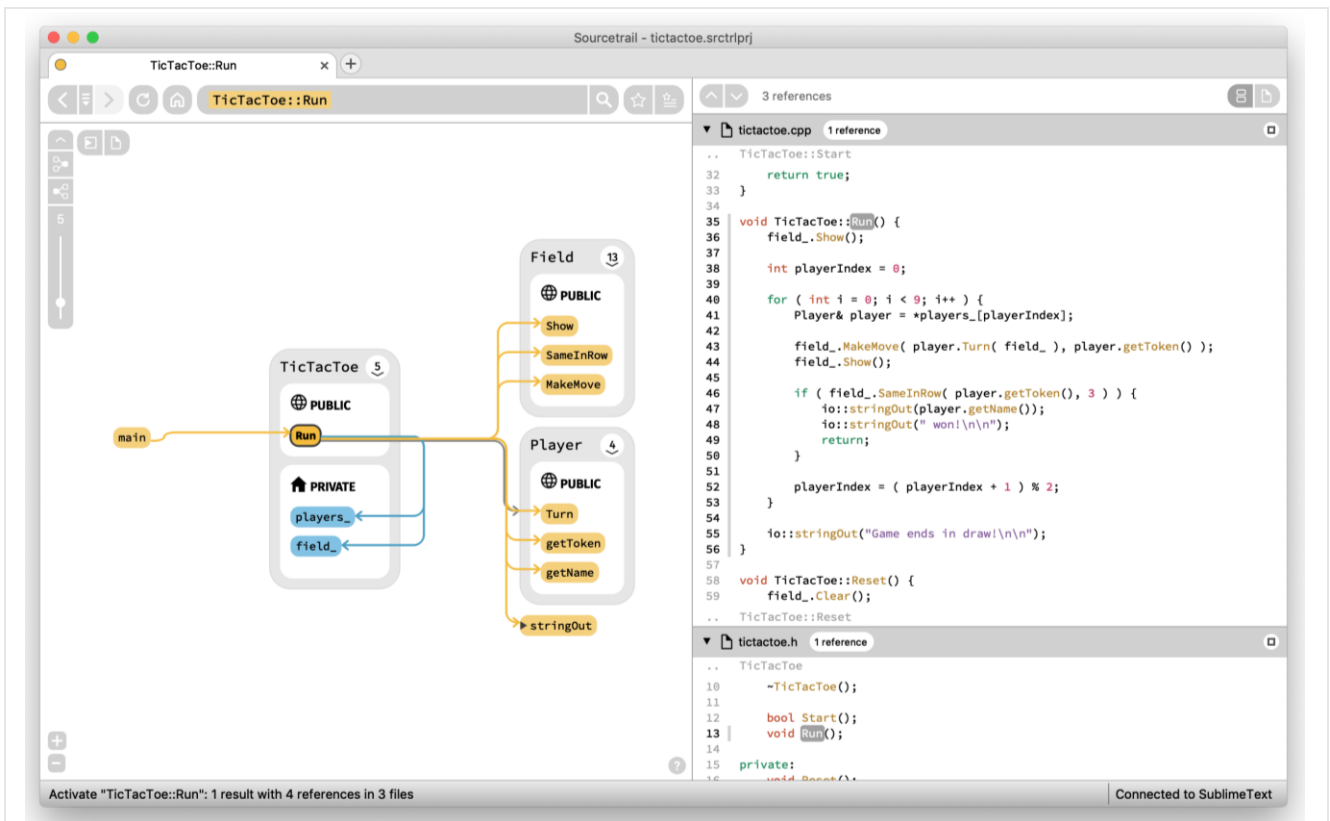 Sourcetrail - tictactoe.srctrlprj
TicTacToe::Run
TicTacToe::Run
5
main
TicTacToe 5
PUBLIC
Run
PRIVATE
players_
field_
Field 13
PUBLIC
Show
SameInRow
MakeMove
Player 4
PUBLIC
Turn
getToken
getName
stringOut
?
3 references
tictactoe.cpp 1 reference
.. TicTacToe::Start
32 return true;
33 }
34
35 void TicTacToe::Run() {
36 field_.Show();
37
38 int playerIndex = 0;
39
40 for ( int i = 0; i < 9; i++ ) {
41 Player& player = *players_[playerIndex];
42
43 field_.MakeMove( player.Turn( field_ ), player.getToken() );
44 field_.Show();
45
46 if ( field_.SameInRow( player.getToken(), 3 ) ) {
47 io::stringOut(player.getName());
48 io::stringOut(" won!\n\n");
49 return;
50 }
51
52 playerIndex = ( playerIndex + 1 ) % 2;
53 }
54
55 io::stringOut("Game ends in draw!\n\n");
56 }
57
58 void TicTacToe::Reset() {
59 field_.Clear();
.. TicTacToe::Reset
tictactoe.h 1 reference
.. TicTacToe
10 ~TicTacToe();
11
12 bool Start();
13 void Run();
14
15 private:
16 void Reset();
Activate "TicTacToe::Run": 1 result with 4 references in 3 files
Connected to SublimeText